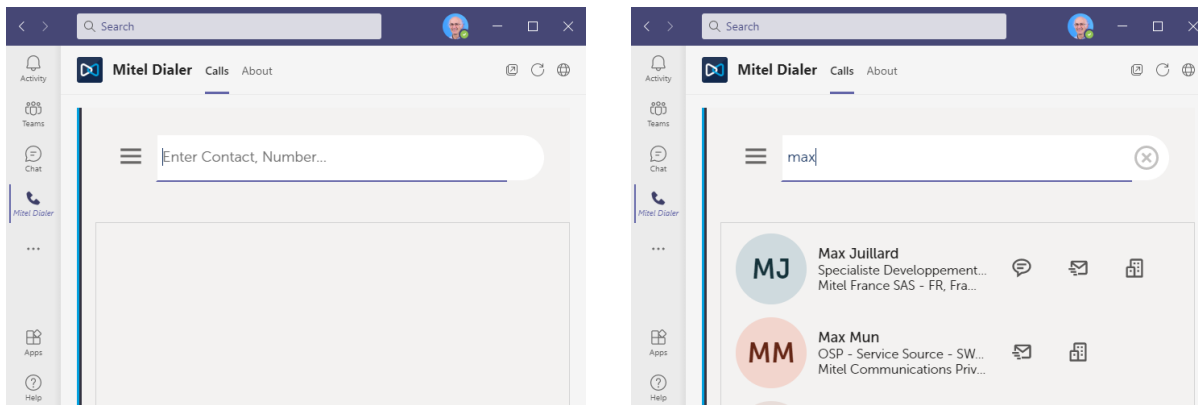 Search
Activity
Mitel Dialer Calls About
Teams
Enter Contact, Number...
Chat
Mitel Dialer
Apps
Help
Search
Activity
Mitel Dialer Calls About
Teams
max
Chat
Mitel Dialer
MJ
Max Juillard
Specialiste Developpement...
Mitel France SAS - FR, Fra...
MM
Max Mun
OSP - Service Source - SW...
Mitel Communications Priv...
Apps
Help